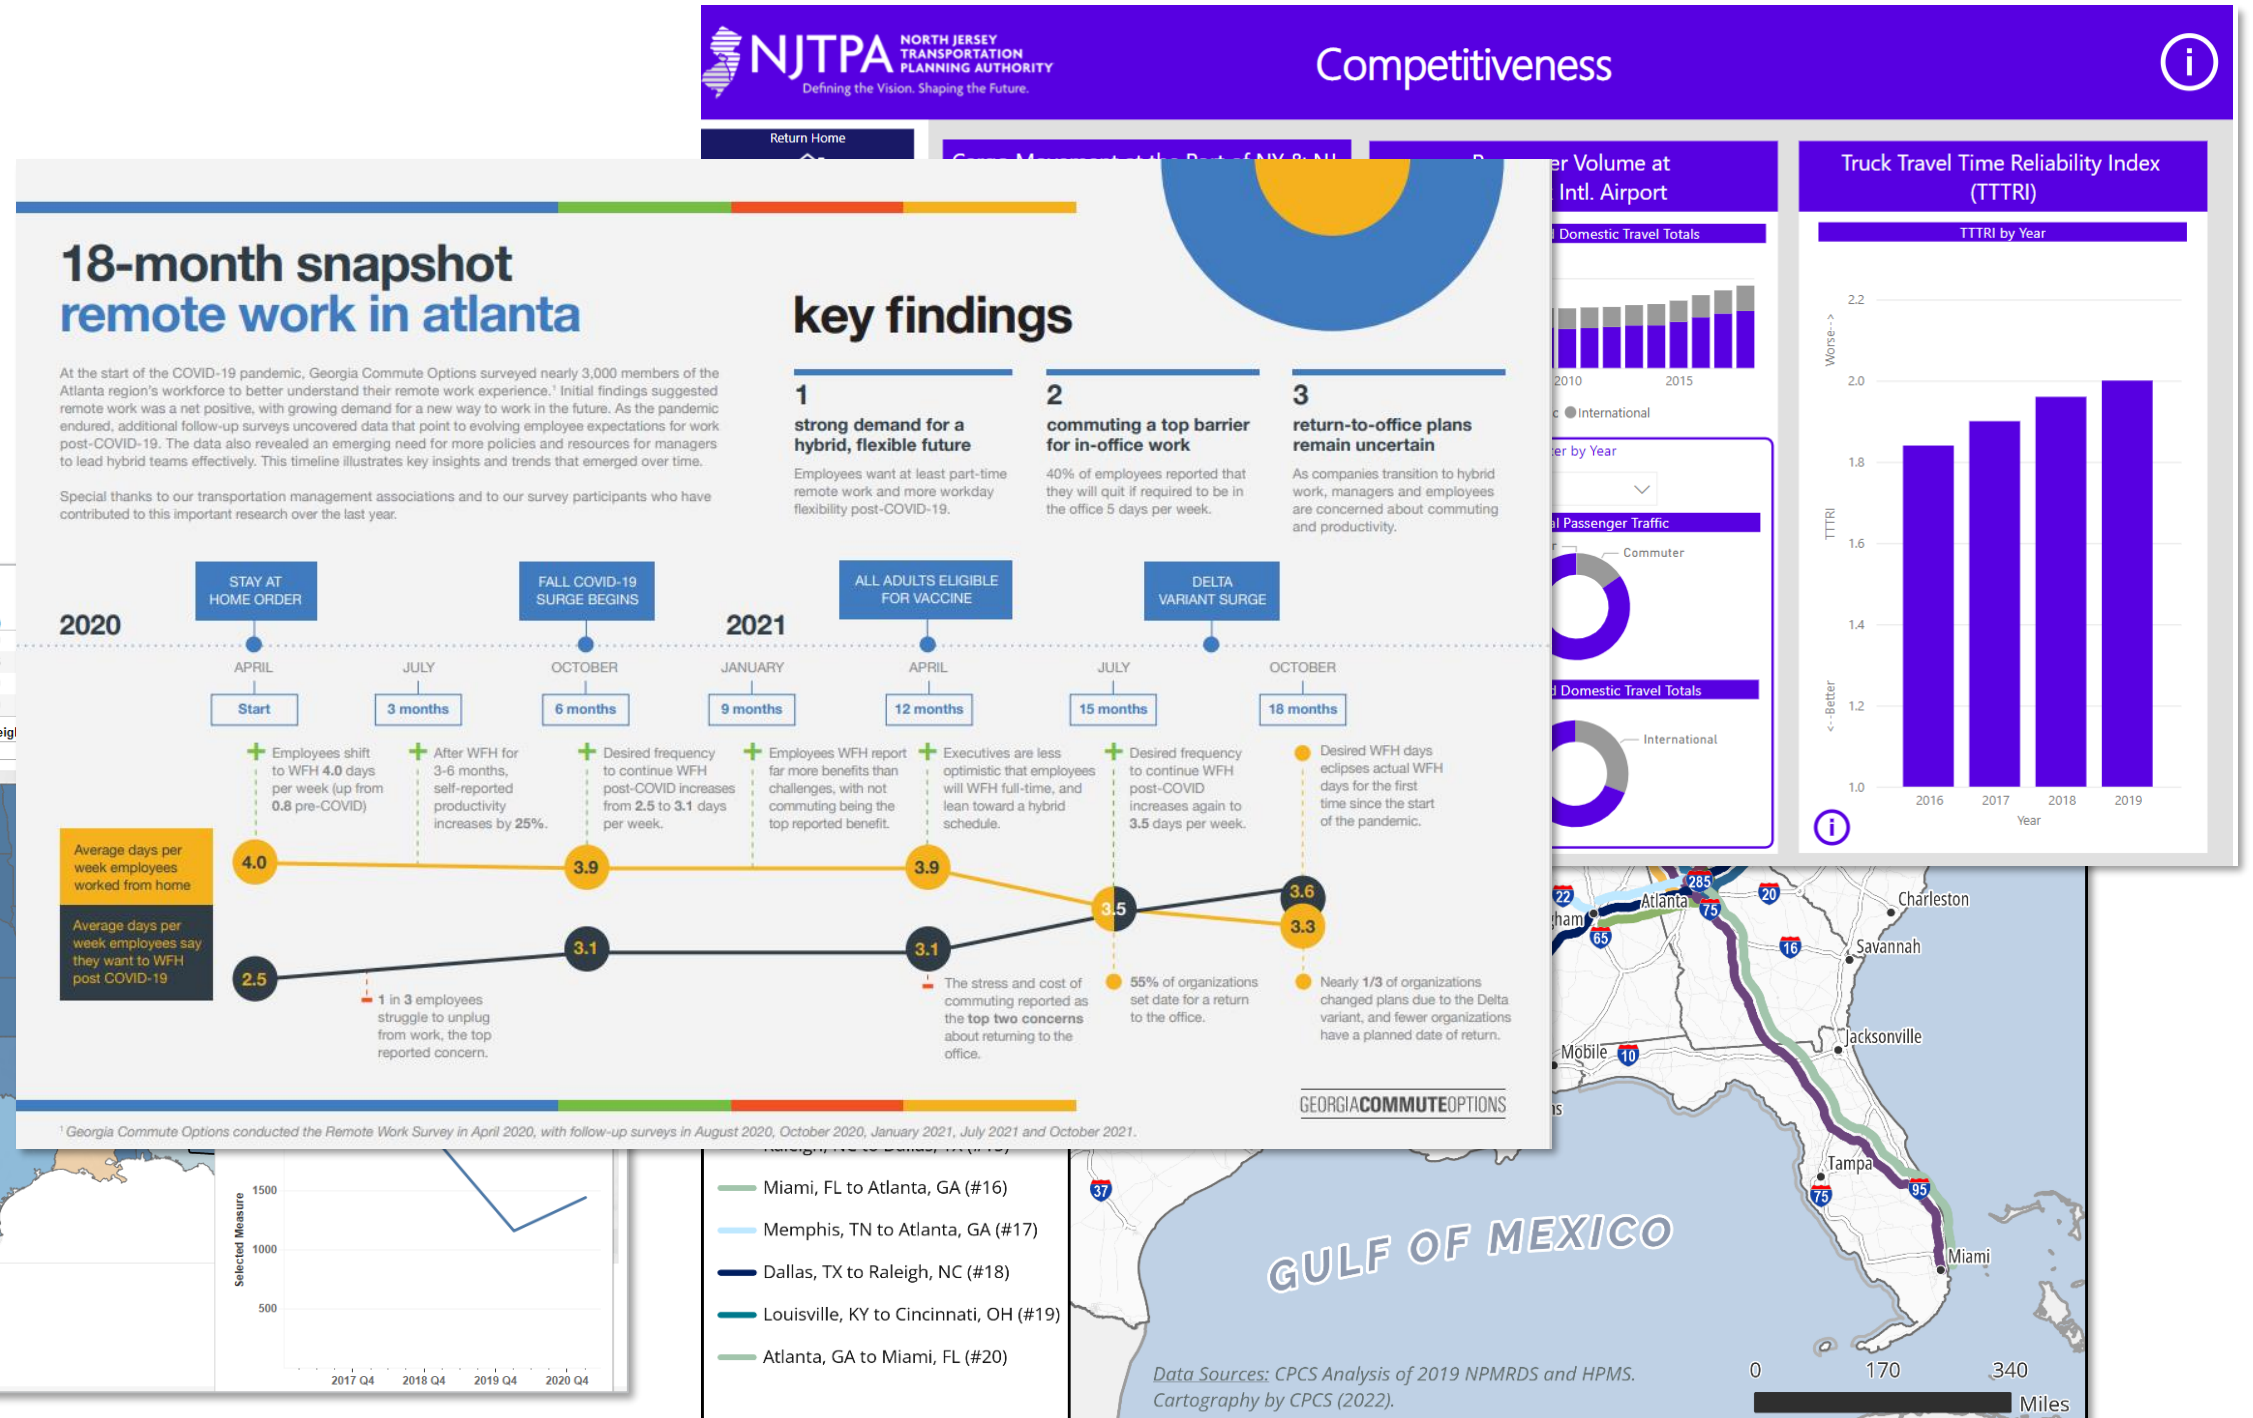 NJTPA
NORTH JERSEY
TRANSPORTATION
PLANNING AUTHORITY
Defining the Vision. Shaping the Future.
Competitiveness
i
Return Home
Cargo Movement at the Port of NY & NJ
er Volume at
Intl. Airport
Domestic Travel Totals
2010
2015
International
er by Year
l Passenger Traffic
Commuter
Domestic Travel Totals
International
Truck Travel Time Reliability Index
(TTTRI)
TTTRI by Year
Worse-->
TTTRI
<--Better
2.2
2.0
1.8
1.6
1.4
1.2
1.0
2016
2017
2018
2019
Year
i
18-month snapshot
remote work in atlanta
At the start of the COVID-19 pandemic, Georgia Commute Options surveyed nearly 3,000 members of the
Atlanta region's workforce to better understand their remote work experience.¹ Initial findings suggested
remote work was a net positive, with growing demand for a new way to work in the future. As the pandemic
endured, additional follow-up surveys uncovered data that point to evolving employee expectations for work
post-COVID-19. The data also revealed an emerging need for more policies and resources for managers
to lead hybrid teams effectively. This timeline illustrates key insights and trends that emerged over time.
Special thanks to our transportation management associations and to our survey participants who have
contributed to this important research over the last year.
key findings
1
strong demand for a
hybrid, flexible future
Employees want at least part-time
remote work and more workday
flexibility post-COVID-19.
2
commuting a top barrier
for in-office work
40% of employees reported that
they will quit if required to be in
the office 5 days per week.
3
return-to-office plans
remain uncertain
As companies transition to hybrid
work, managers and employees
are concerned about commuting
and productivity.
STAY AT
HOME ORDER
FALL COVID-19
SURGE BEGINS
ALL ADULTS ELIGIBLE
FOR VACCINE
DELTA
VARIANT SURGE
2020
2021
APRIL
JULY
OCTOBER
JANUARY
APRIL
JULY
OCTOBER
Start
3 months
6 months
9 months
12 months
15 months
18 months
Employees shift
to WFH 4.0 days
per week (up from
0.8 pre-COVID)
After WFH for
3-6 months,
self-reported
productivity
increases by 25%.
Desired frequency
to continue WFH
post-COVID increases
from 2.5 to 3.1 days
per week.
Employees WFH report
far more benefits than
challenges, with not
commuting being the
top reported benefit.
Executives are less
optimistic that employees
will WFH full-time, and
lean toward a hybrid
schedule.
Desired frequency
to continue WFH
post-COVID
increases again to
3.5 days per week.
Desired WFH days
eclipses actual WFH
days for the first
time since the start
of the pandemic.
Average days per
week employees
worked from home
4.0
3.9
3.9
3.5
3.6
3.3
Average days per
week employees say
they want to WFH
post COVID-19
2.5
3.1
3.1
1 in 3 employees
struggle to unplug
from work, the top
reported concern.
The stress and cost of
commuting reported as
the top two concerns
about returning to the
office.
55% of organizations
set date for a return
to the office.
Nearly 1/3 of organizations
changed plans due to the Delta
variant, and fewer organizations
have a planned date of return.
GEORGIACOMMUTEOPTIONS
¹ Georgia Commute Options conducted the Remote Work Survey in April 2020, with follow-up surveys in August 2020, October 2020, January 2021, July 2021 and October 2021.
Selected Measure
1500
1000
500
2017 Q4
2018 Q4
2019 Q4
2020 Q4
Raleigh, NC to Dallas, TX
Miami, FL to Atlanta, GA (#16)
Memphis, TN to Atlanta, GA (#17)
Dallas, TX to Raleigh, NC (#18)
Louisville, KY to Cincinnati, OH (#19)
Atlanta, GA to Miami, FL (#20)
22
285
20
Charleston
Atlanta
75
ham
65
16
Savannah
Jacksonville
Mobile
10
Tampa
75
95
37
GULF OF MEXICO
Miami
Data Sources: CPCS Analysis of 2019 NPMRDS and HPMS.
Cartography by CPCS (2022).
0
170
340
Miles